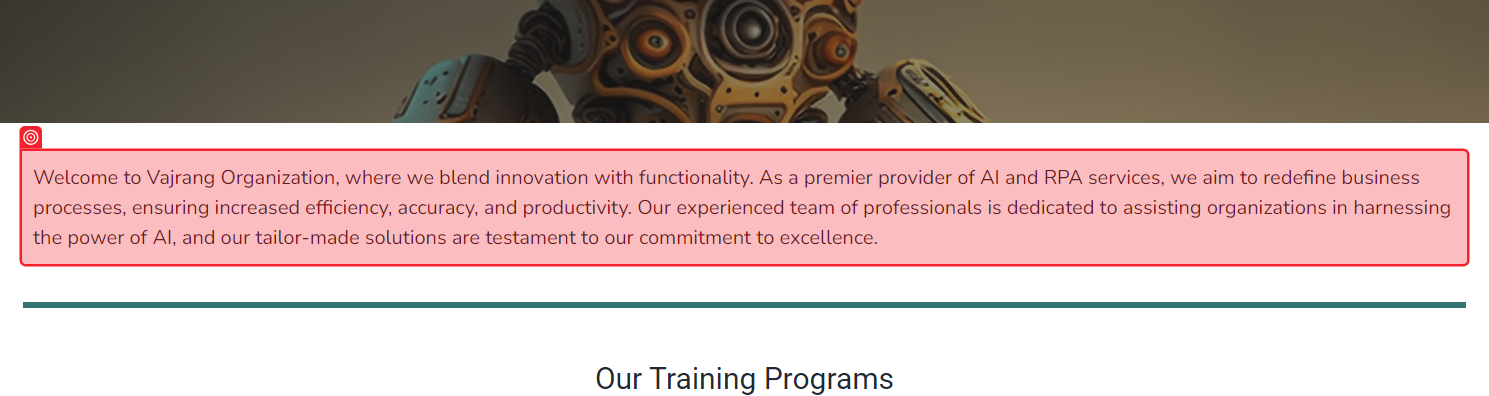 Welcome to Vajrang Organization, where we blend innovation with functionality. As a premier provider of AI and RPA services, we aim to redefine business
processes, ensuring increased efficiency, accuracy, and productivity. Our experienced team of professionals is dedicated to assisting organizations in harnessing
the power of AI, and our tailor-made solutions are testament to our commitment to excellence.
Our Training Programs